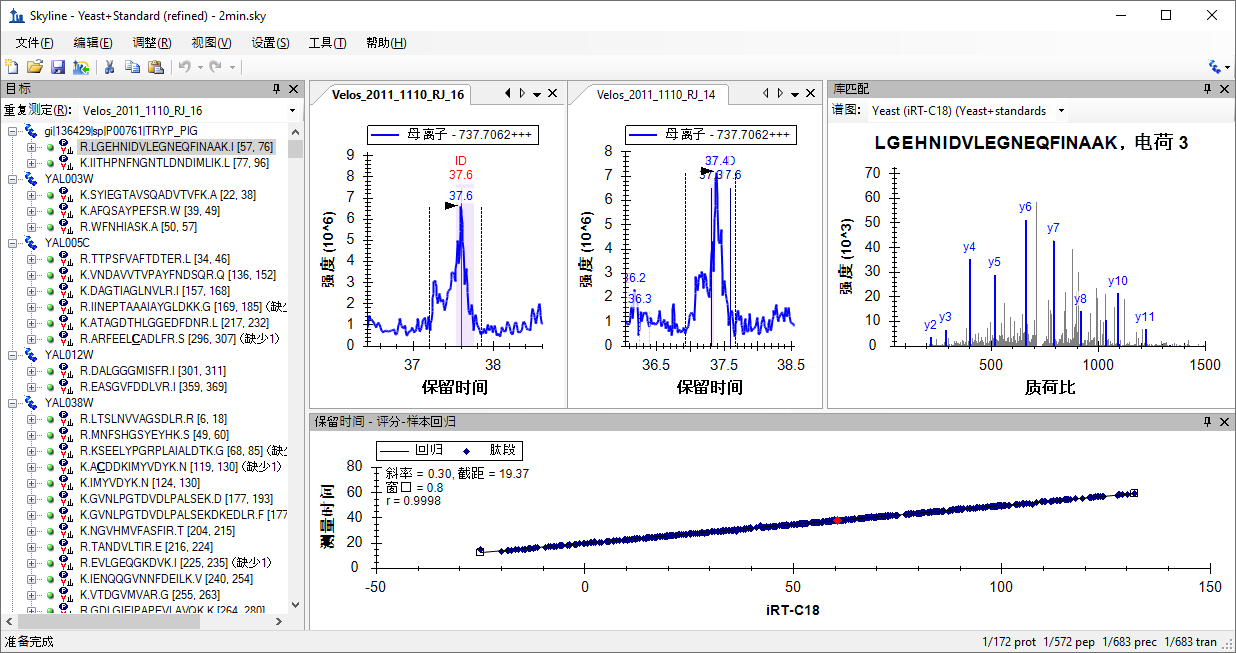 Skyline - Yeast+Standard (refined) - 2min.sky
文件(F) 编辑(E) 调整(R) 视图(V) 设置(S) 工具(T) 帮助(H)
目标
重复测定(R): Velos_2011_1110_RJ_16
gi|136429|sp|P00761|TRYP_PIG
R.LGEHNIDVLEGNEQFINAAK.I [57, 76]
K.IITHPNFNGNTLDNDIMLIK.L [77, 96]
YAL003W
K.SYIEGTAVSQADVTVFK.A [22, 38]
K.AFQSAYPEFSR.W [39, 49]
R.WFNHIASK.A [50, 57]
YAL005C
R.TTPSFVAFTDTER.L [34, 46]
K.VNDAVVTVPAYFNDSQR.Q [136, 152]
K.DAGTIAGLNVLR.I [157, 168]
R.IINEPTAAAIAYGLDKK.G [169, 185] (缺少
K.ATAGDTHLGGEDFDNR.L [217, 232]
R.ARFEELCADLFR.S [296, 307] (缺少1)
YAL012W
R.DALGGGMISFR.I [301, 311]
R.EASGVFDDLVR.I [359, 369]
YAL038W
R.LTSLNVVAGSDLR.R [6, 18]
R.MNFSHGSYEYHK.S [49, 60]
R.KSEELYPGRPLAIALDTK.G [68, 85] (缺少
K.ACDDKIMYVDYK.N [119, 130] (缺少1)
K.IMYVDYK.N [124, 130]
K.GVNLPGTDVDLPALSEK.D [177, 193]
K.GVNLPGTDVDLPALSEKDKEDLR.F [177
K.NGVHMVFASFIR.T [204, 215]
R.TANDVLTIR.E [216, 224]
R.EVLGEQGKDVK.I [225, 235] (缺少1)
K.IENQQGVNNFDEILK.V [240, 254]
K.VTDGVMVAR.G [255, 263]
R.GDLGIEIPAPEVLAVQK.K [264, 280]
Velos_2011_1110_RJ_16
母离子 - 737.7062+++
ID
37.6
37.6
强度 (10^6)
9
8
7
6
5
4
3
2
1
0
37 38
保留时间
Velos_2011_1110_RJ_14
母离子 - 737.7062+++
37.4
37.6
36.2
36.3
强度 (10^6)
8
7
6
5
4
3
2
1
0
36.5 37.5 38.5
保留时间
库匹配
谱图: Yeast (iRT-C18) (Yeast+standards
LGEHNIDVLEGNEQFINAAK, 电荷 3
强度 (10^3)
70
60
50
40
30
20
10
0
y2 y3 y4 y5 y6 y7 y8 y10 y11
500 1000 1500
质荷比
保留时间 - 评分-样本回归
回归 肽段
斜率 = 0.30, 截距 = 19.37
窗口 = 0.8
r = 0.9998
测量时间
80
60
40
20
0
-50 0 50 100 150
iRT-C18
准备完成
1/172 prot 1/572 pep 1/683 prec 1/683 tran